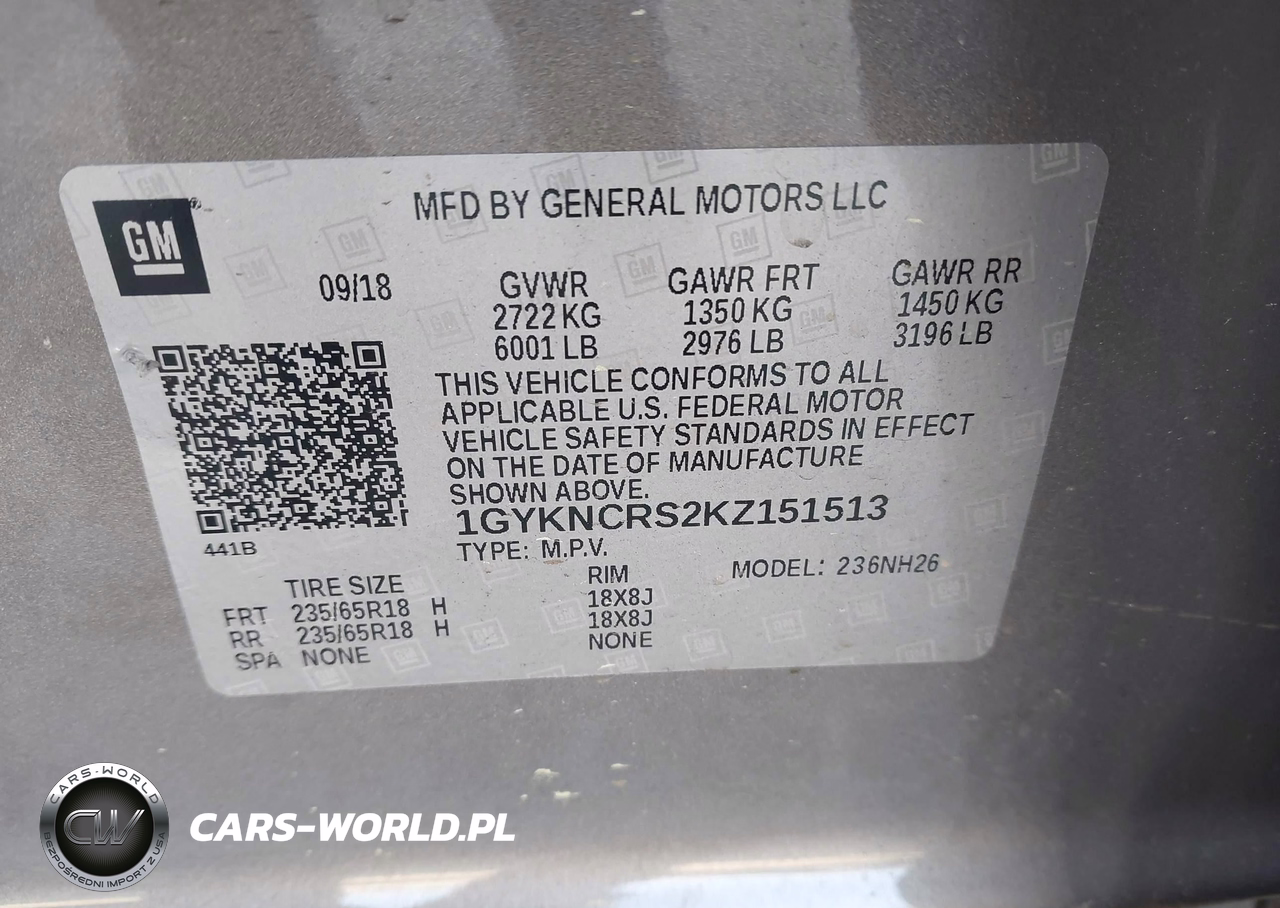 MFD BY GENERAL MOTORS LLC
GM
09/18
GVWR GAWR FRT GAWR RR
2722 KG 1350 KG 1450 KG
6001 LB 2976 LB 3196 LB
THIS VEHICLE CONFORMS TO ALL
APPLICABLE U.S. FEDERAL MOTOR
VEHICLE SAFETY STANDARDS IN EFFECT
ON THE DATE OF MANUFACTURE
SHOWN ABOVE.
1GYKNCRS2KZ151513
441B
TYPE: M.P.V.
MODEL: 236NH26
TIRE SIZE RIM
FRT 235/65R18 H 18X8J
RR 235/65R18 H 18X8J
SPA NONE NONE
CARS-WORLD
CW
BEZPOŚREDNI IMPORT Z USA
CARS-WORLD.PL